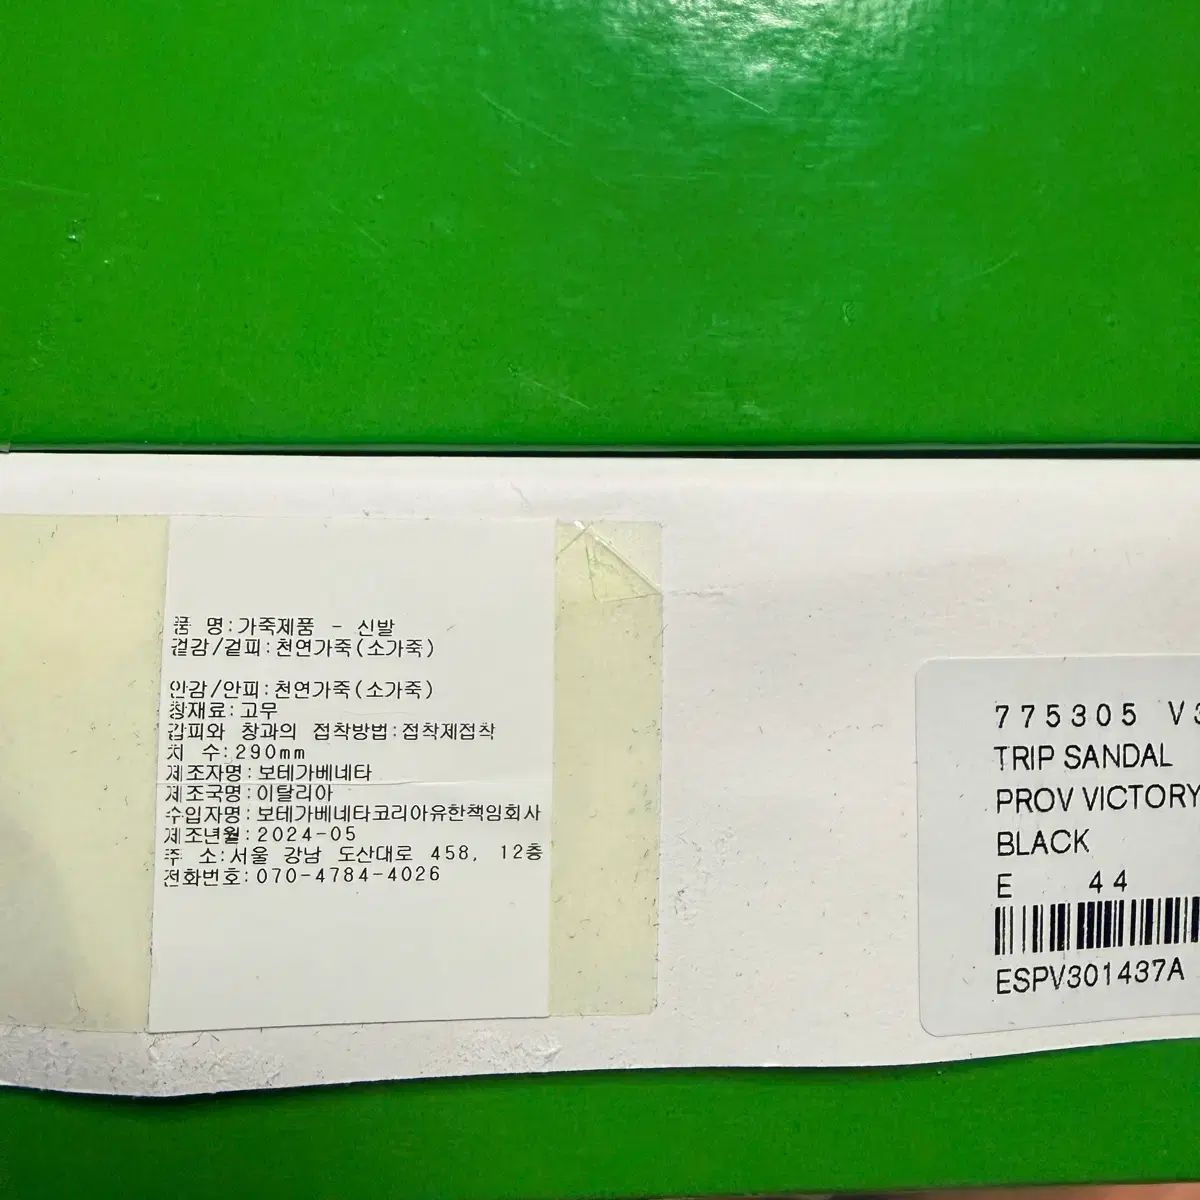 품 명:가죽제품 - 신발
겉감/겉피:천연가죽(소가죽)
안감/안피:천연가죽(소가죽)
창재료:고무
갑피와 창과의 접착방법:접착제접착
치 수:290mm
제조자명:보테가베네타
제조국명:이탈리아
수입자명:보테가베네타코리아유한책임회사
제조년월:2024-05
주 소:서울 강남 도산대로 458, 12층
전화번호:070-4784-4026
775305 V3
TRIP SANDAL
PROV VICTORY
BLACK
E 44
ESPV301437A